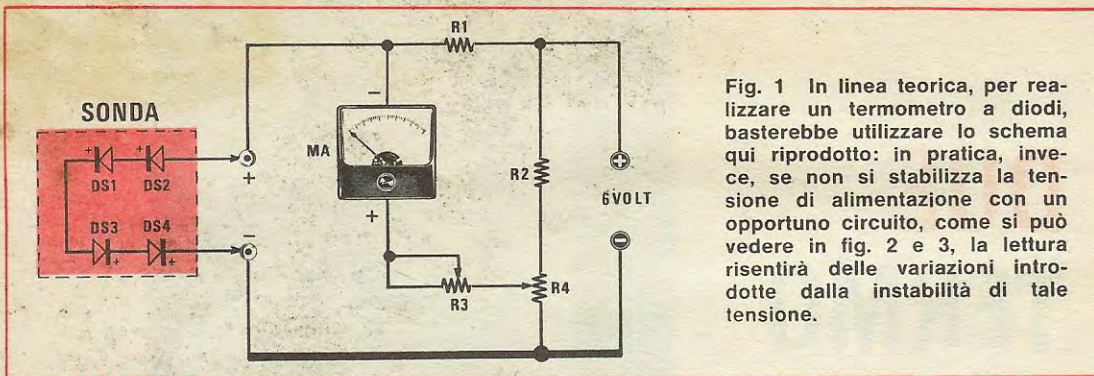 SONDA
+
DS1
+
DS2
DS3
+
DS4
+
+
−
−
MA
+
R1
R2
R3
R4
+
6VOLT
−
Fig. 1 In linea teorica, per rea-
lizzare un termometro a diodi,
basterebbe utilizzare lo schema
qui riprodotto: in pratica, inve-
ce, se non si stabilizza la ten-
sione di alimentazione con un
opportuno circuito, come si può
vedere in fig. 2 e 3, la lettura
risentirà delle variazioni intro-
dotte dalla instabilità di tale
tensione.